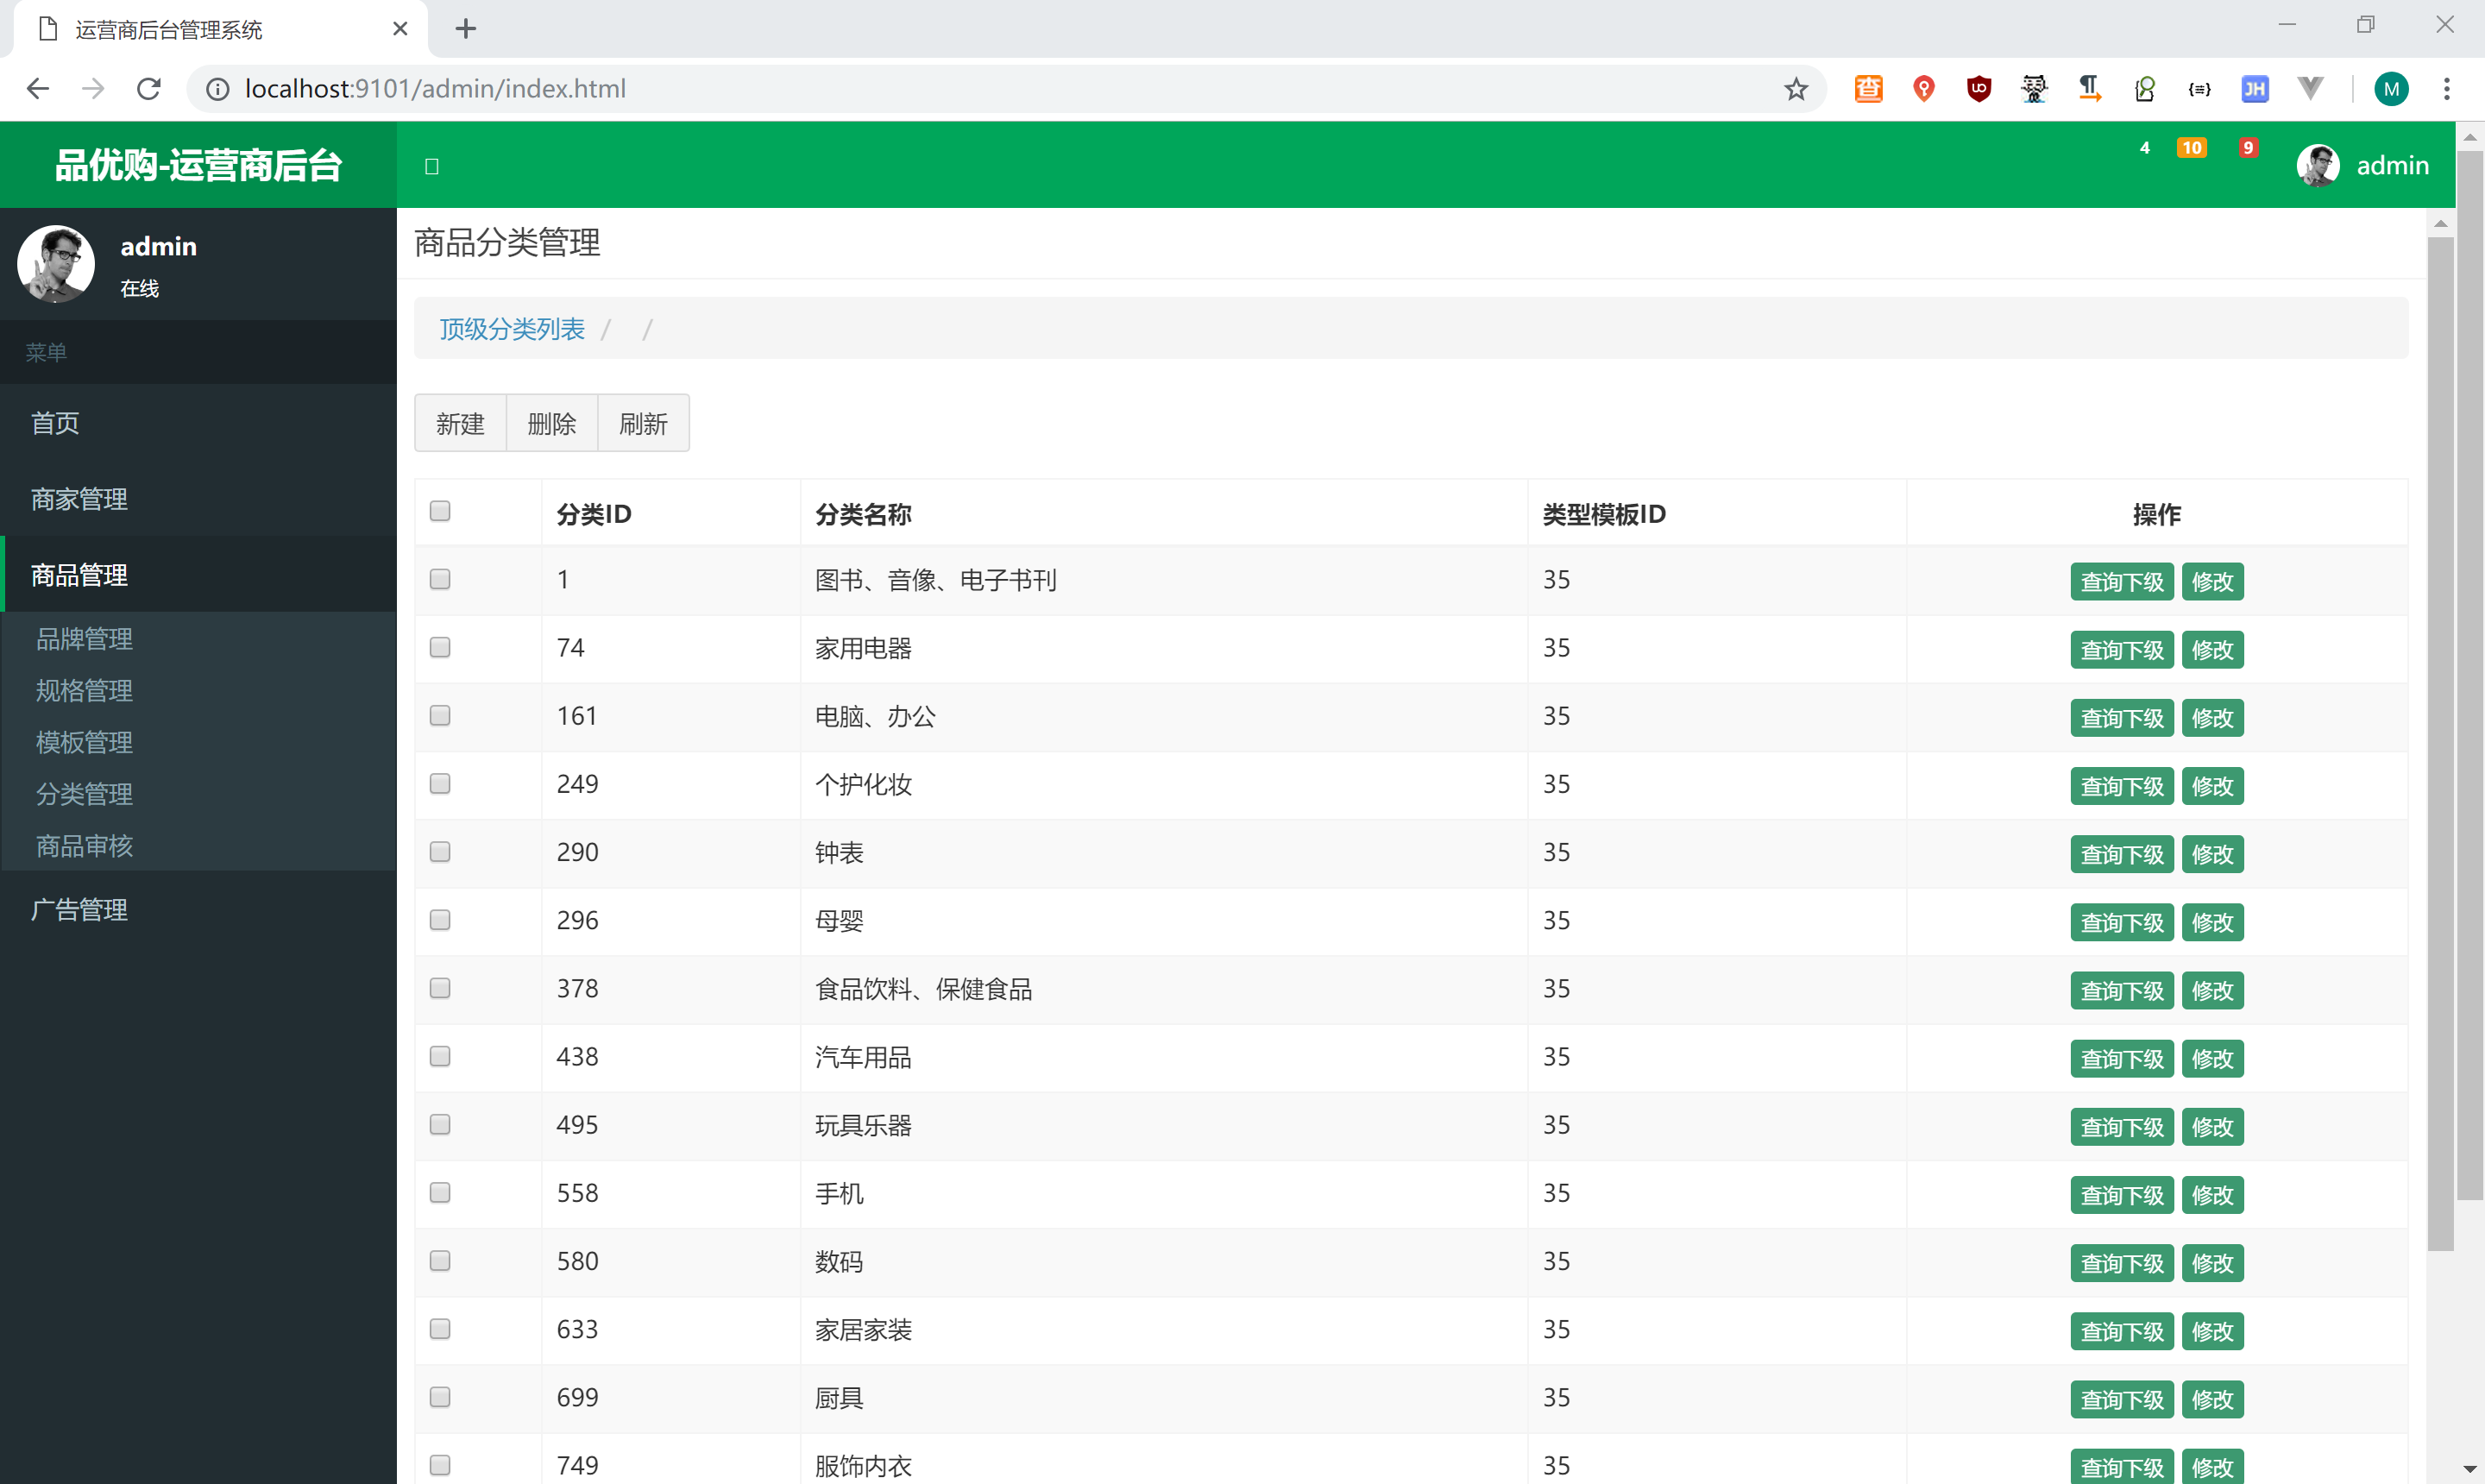 运营商后台管理系统
localhost:9101/admin/index.html
M
品优购-运营商后台
4 10 9 admin
admin
在线
菜单
首页
商家管理
商品管理
品牌管理
规格管理
模板管理
分类管理
商品审核
广告管理
商品分类管理
顶级分类列表 / /
新建 删除 刷新
分类ID 分类名称 类型模板ID 操作
1 图书、音像、电子书刊 35 查询下级 修改
74 家用电器 35 查询下级 修改
161 电脑、办公 35 查询下级 修改
249 个护化妆 35 查询下级 修改
290 钟表 35 查询下级 修改
296 母婴 35 查询下级 修改
378 食品饮料、保健食品 35 查询下级 修改
438 汽车用品 35 查询下级 修改
495 玩具乐器 35 查询下级 修改
558 手机 35 查询下级 修改
580 数码 35 查询下级 修改
633 家居家装 35 查询下级 修改
699 厨具 35 查询下级 修改
749 服饰内衣 35 查询下级 修改